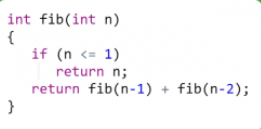 int fib(int n)
{
    if (n <= 1)
        return n;
    return fib(n-1) + fib(n-2);
}